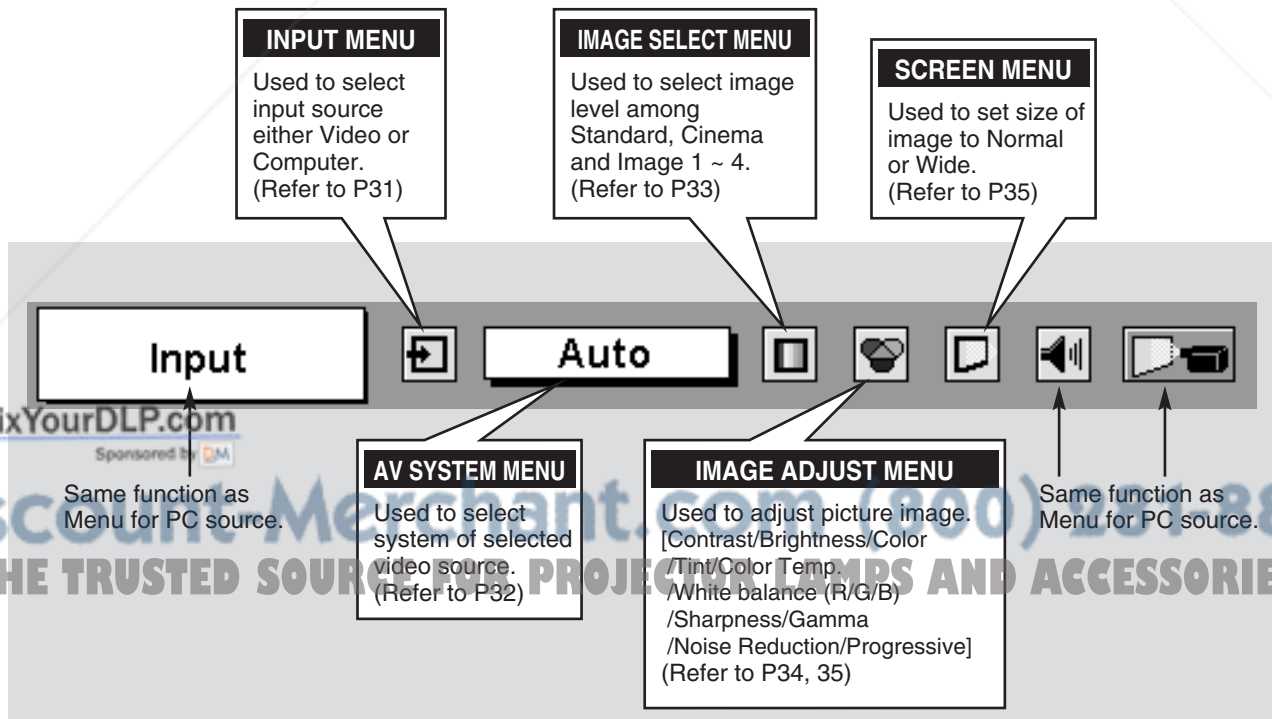 INPUT MENU
Used to select
input source
either Video or
Computer.
(Refer to P31)
IMAGE SELECT MENU
Used to select image
level among
Standard, Cinema
and Image 1 ~ 4.
(Refer to P33)
SCREEN MENU
Used to set size of
image to Normal
or Wide.
(Refer to P35)
Input
Auto
ixYourDLP.com
Sponsored by DM
Same function as
Menu for PC source.
AV SYSTEM MENU
Used to select
system of selected
video source.
(Refer to P32)
IMAGE ADJUST MENU
Used to adjust picture image.
[Contrast/Brightness/Color
/Tint/Color Temp.
/White balance (R/G/B)
/Sharpness/Gamma
/Noise Reduction/Progressive]
(Refer to P34, 35)
Same function as
Menu for PC source.
scount-Merchant.com (800) 281-88
HE TRUSTED SOURCE FOR PROJECTOR LAMPS AND ACCESSORIE